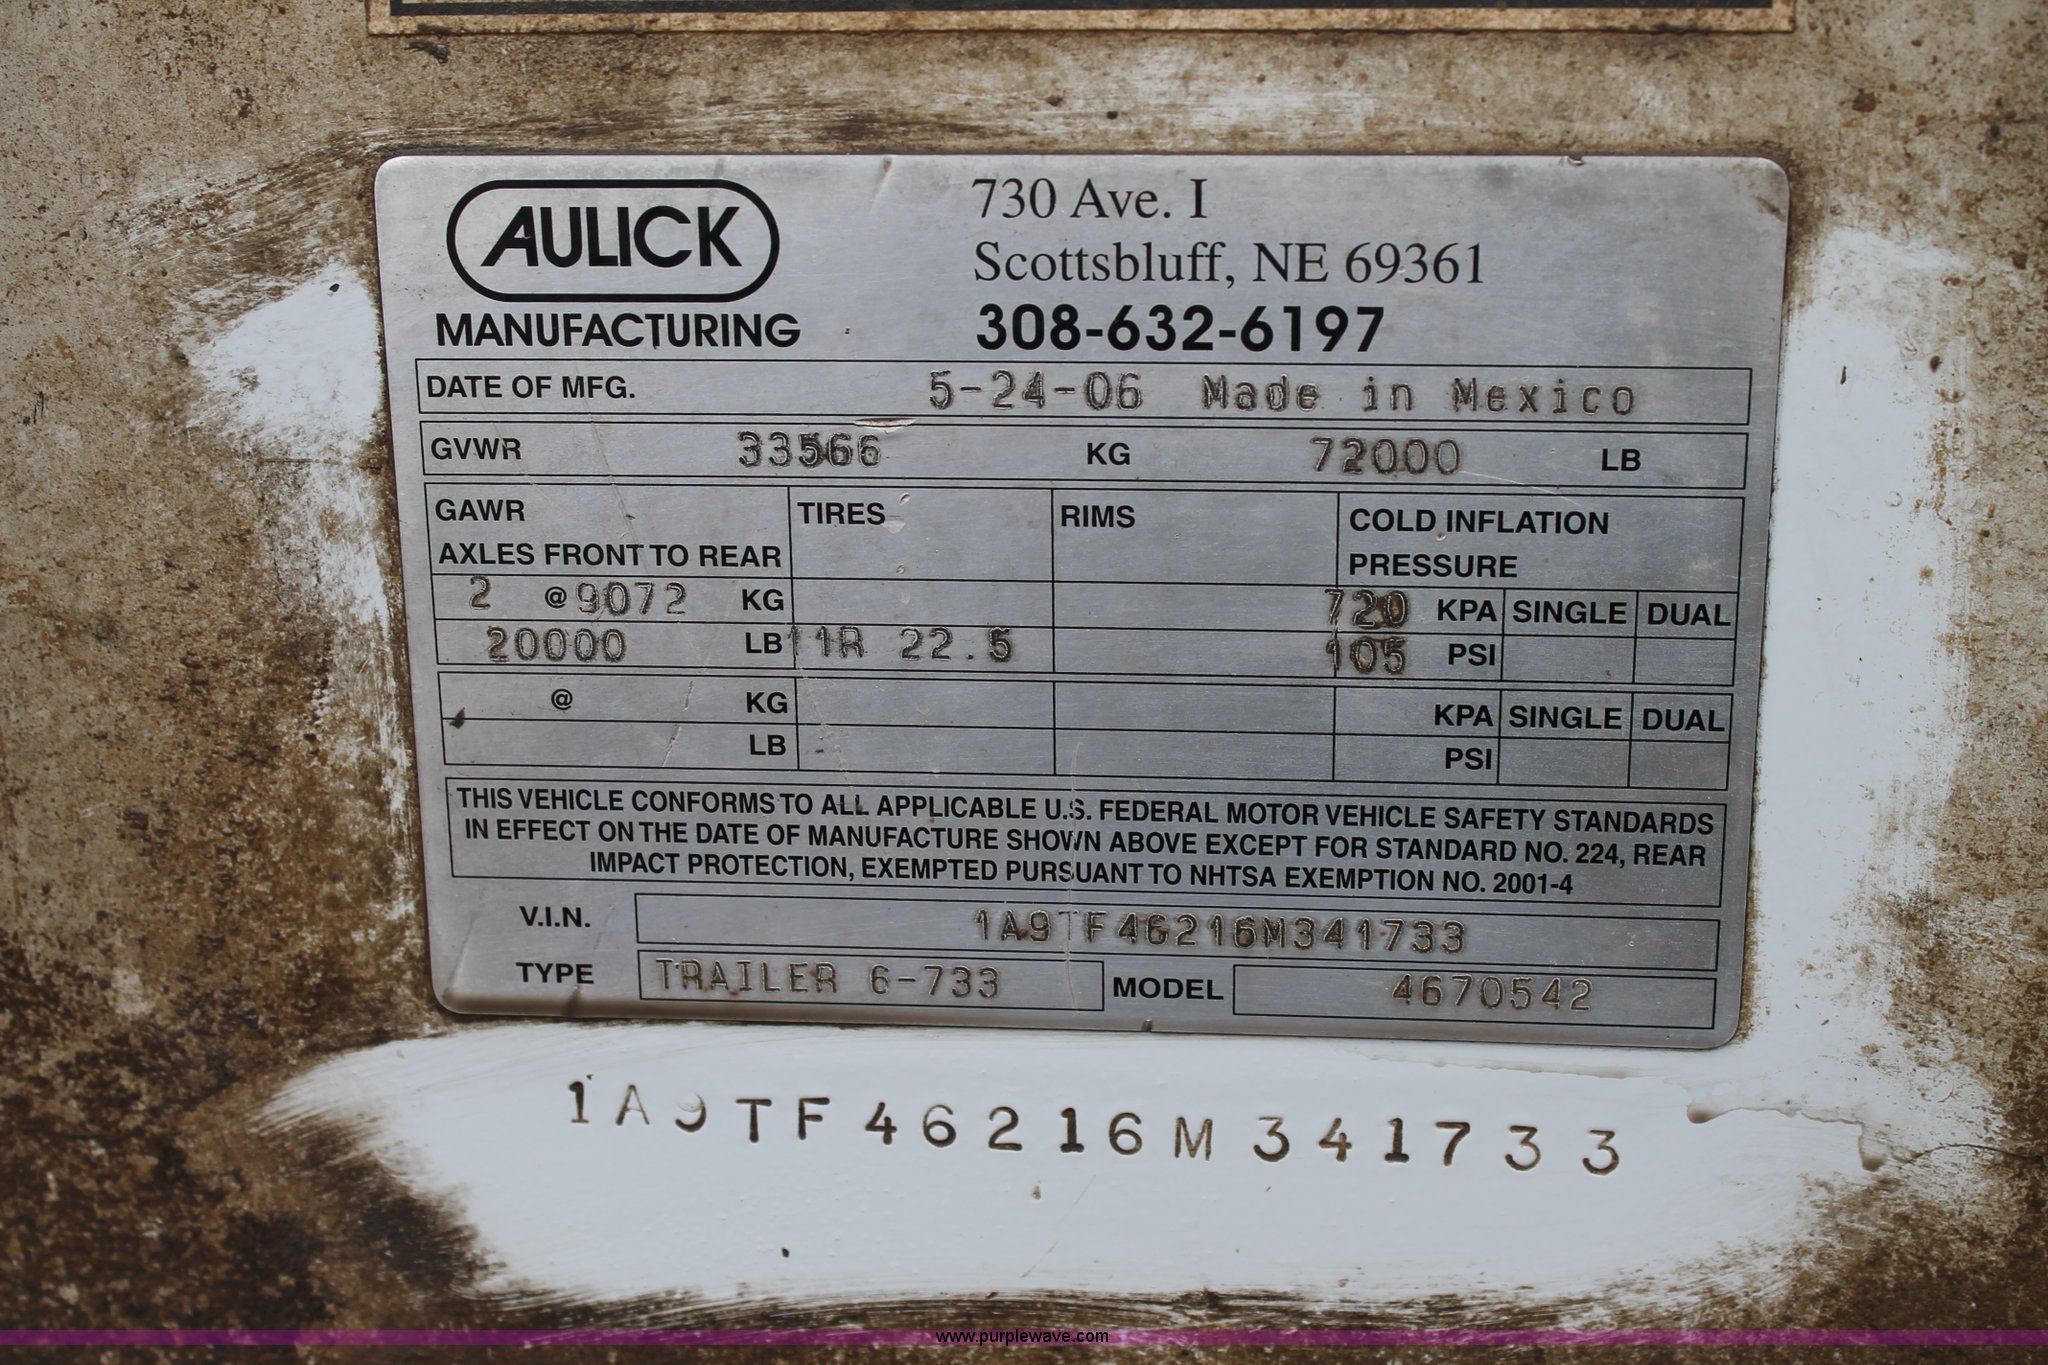 AULICK
MANUFACTURING
730 Ave. I
Scottsbluff, NE 69361
308-632-6197
DATE OF MFG. 5-24-06 Made in Mexico
GVWR 33566 KG 72000 LB
GAWR TIRES RIMS COLD INFLATION
AXLES FRONT TO REAR PRESSURE
2 @ 9072 KG 720 KPA SINGLE DUAL
20000 LB 11R 22.5 105 PSI
@ KG KPA SINGLE DUAL
LB PSI
THIS VEHICLE CONFORMS TO ALL APPLICABLE U.S. FEDERAL MOTOR VEHICLE SAFETY STANDARDS
IN EFFECT ON THE DATE OF MANUFACTURE SHOWN ABOVE EXCEPT FOR STANDARD NO. 224, REAR
IMPACT PROTECTION, EXEMPTED PURSUANT TO NHTSA EXEMPTION NO. 2001-4
V.I.N. 1A9TF46216M341733
TYPE TRAILER 6-733 MODEL 4670542
1A9TF46216M341733
www.purplewave.com